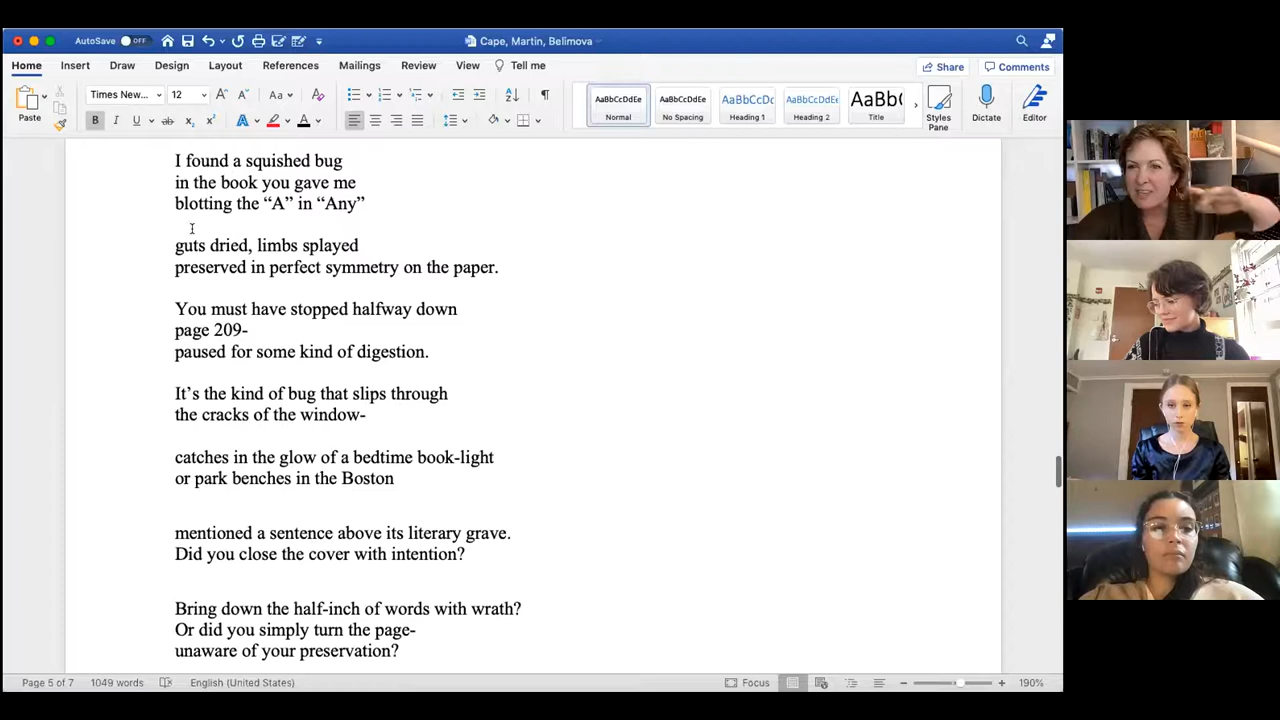 AutoSave OFF
Cape, Martin, Belimova
Home Insert Draw Design Layout References Mailings Review View Tell me
Share Comments
Paste
Times New... 12
AaBbCcDdEe AaBbCcDdEe AaBbCcDc AaBbCcDdEe AaBb(
Normal No Spacing Heading 1 Heading 2 Title
Styles Pane
Dictate
Editor
I found a squished bug
in the book you gave me
blotting the “A” in “Any”
guts dried, limbs splayed
preserved in perfect symmetry on the paper.
You must have stopped halfway down
page 209-
paused for some kind of digestion.
It’s the kind of bug that slips through
the cracks of the window-
catches in the glow of a bedtime book-light
or park benches in the Boston
mentioned a sentence above its literary grave.
Did you close the cover with intention?
Bring down the half-inch of words with wrath?
Or did you simply turn the page-
unaware of your preservation?
Page 5 of 7 1049 words English (United States) Focus 190%